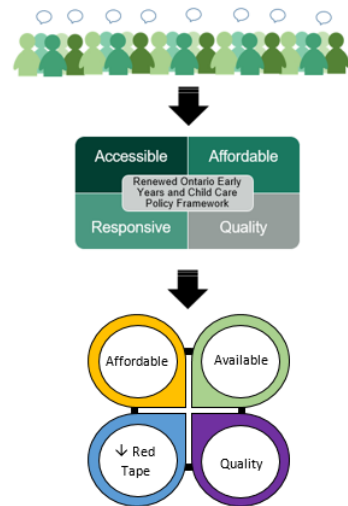 Accessible
Affordable
Renewed Ontario Early
Years and Child Care
Policy Framework
Responsive
Quality
Affordable
Available
↓ Red
Tape
Quality